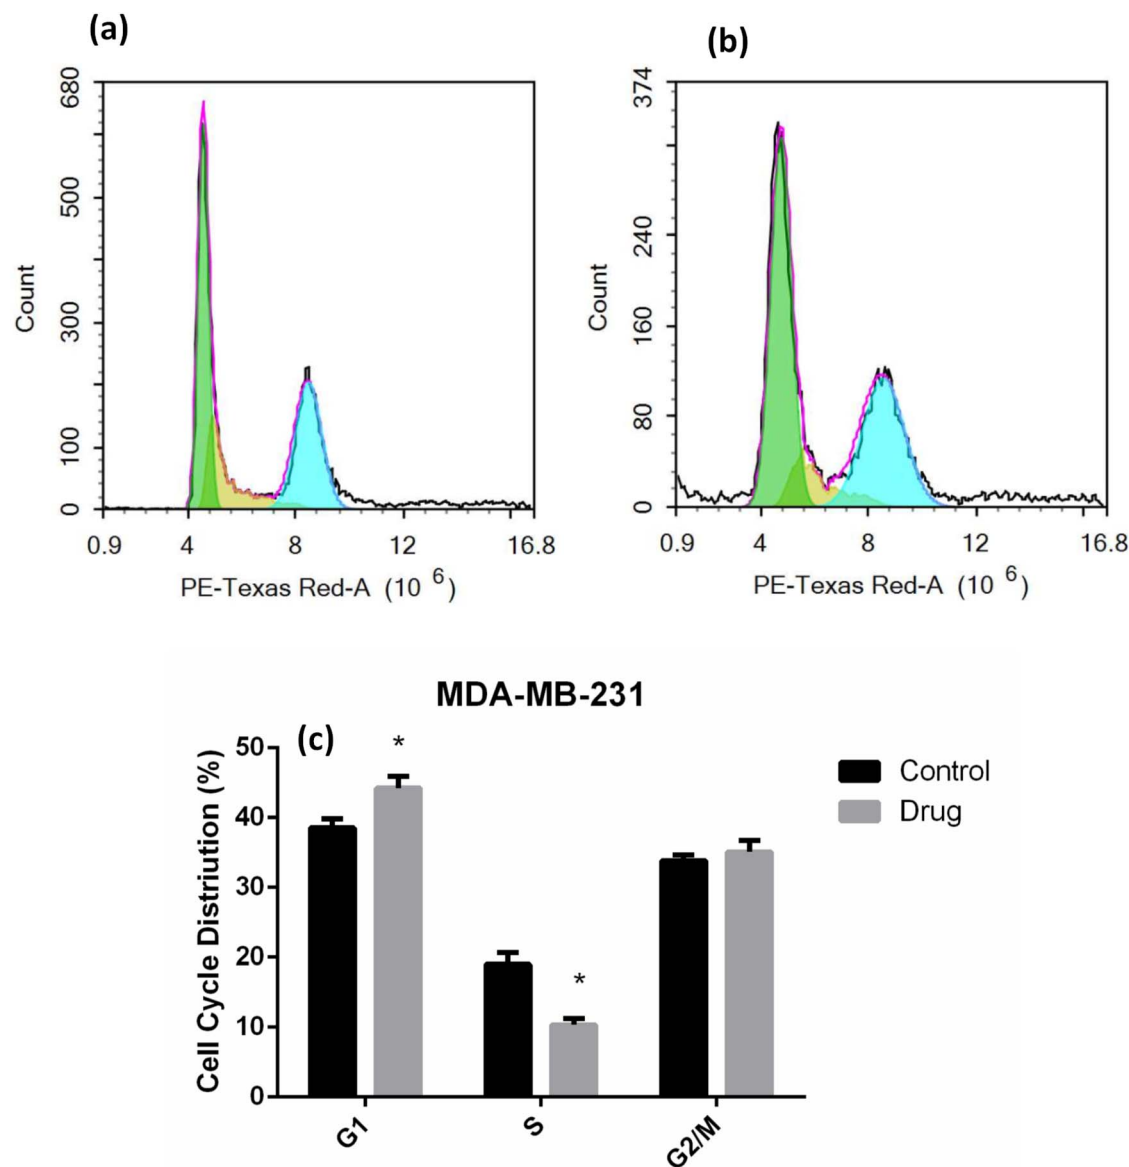 (a)
680
500
300
100
0
Count
0.9 4 8 12 16.8
PE-Texas Red-A (10 6)
(b)
374
240
160
80
0
Count
0.9 4 8 12 16.8
PE-Texas Red-A (10 6)
MDA-MB-231
(c)
Cell Cycle Distriution (%)
50
40
30
20
10
0
*
*
G1
S
G2/M
Control
Drug